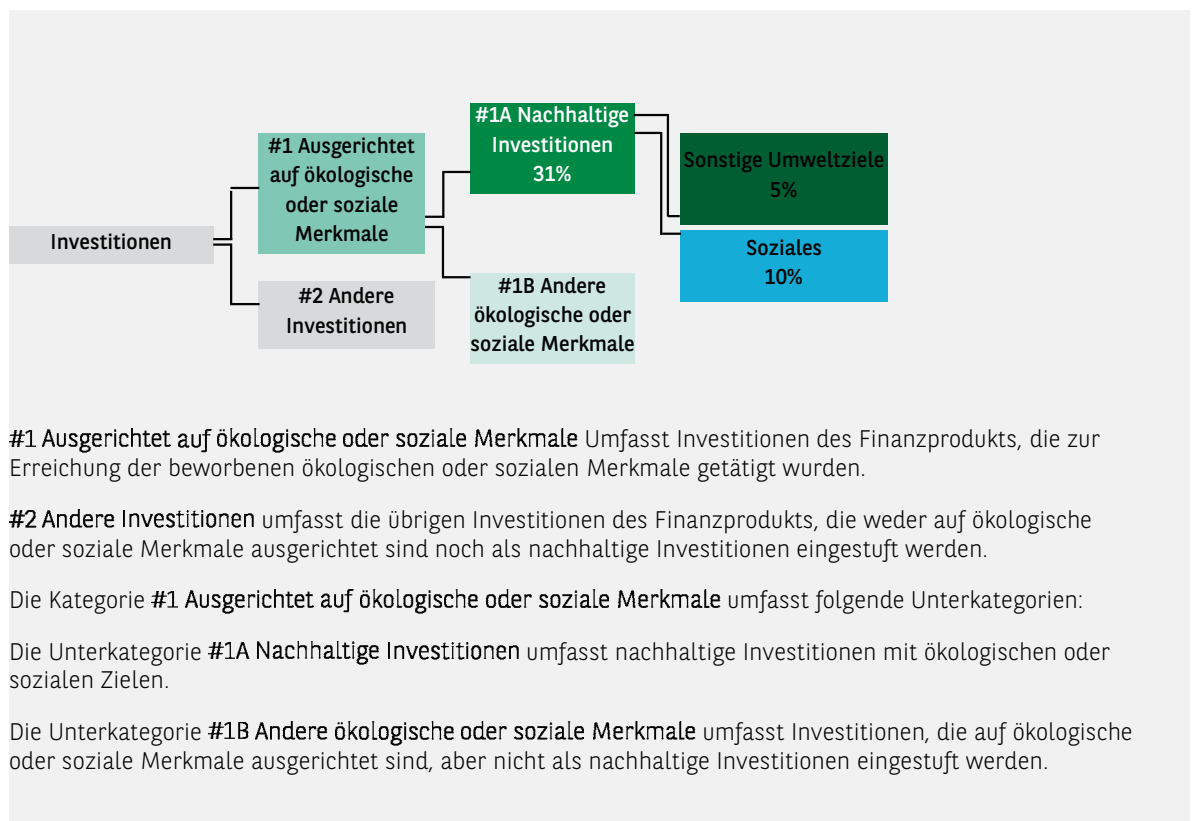 #1A Nachhaltige
Investitionen
31%
#1 Ausgerichtet
auf ökologische
oder soziale
Merkmale
Sonstige Umweltziele
5%
Investitionen
Soziales
10%
#2 Andere
Investitionen
#1B Andere
ökologische oder
soziale Merkmale
#1 Ausgerichtet auf ökologische oder soziale Merkmale Umfasst Investitionen des Finanzprodukts, die zur
Erreichung der beworbenen ökologischen oder sozialen Merkmale getätigt wurden.
#2 Andere Investitionen umfasst die übrigen Investitionen des Finanzprodukts, die weder auf ökologische
oder soziale Merkmale ausgerichtet sind noch als nachhaltige Investitionen eingestuft werden.
Die Kategorie #1 Ausgerichtet auf ökologische oder soziale Merkmale umfasst folgende Unterkategorien:
Die Unterkategorie #1A Nachhaltige Investitionen umfasst nachhaltige Investitionen mit ökologischen oder
sozialen Zielen.
Die Unterkategorie #1B Andere ökologische oder soziale Merkmale umfasst Investitionen, die auf ökologische
oder soziale Merkmale ausgerichtet sind, aber nicht als nachhaltige Investitionen eingestuft werden.